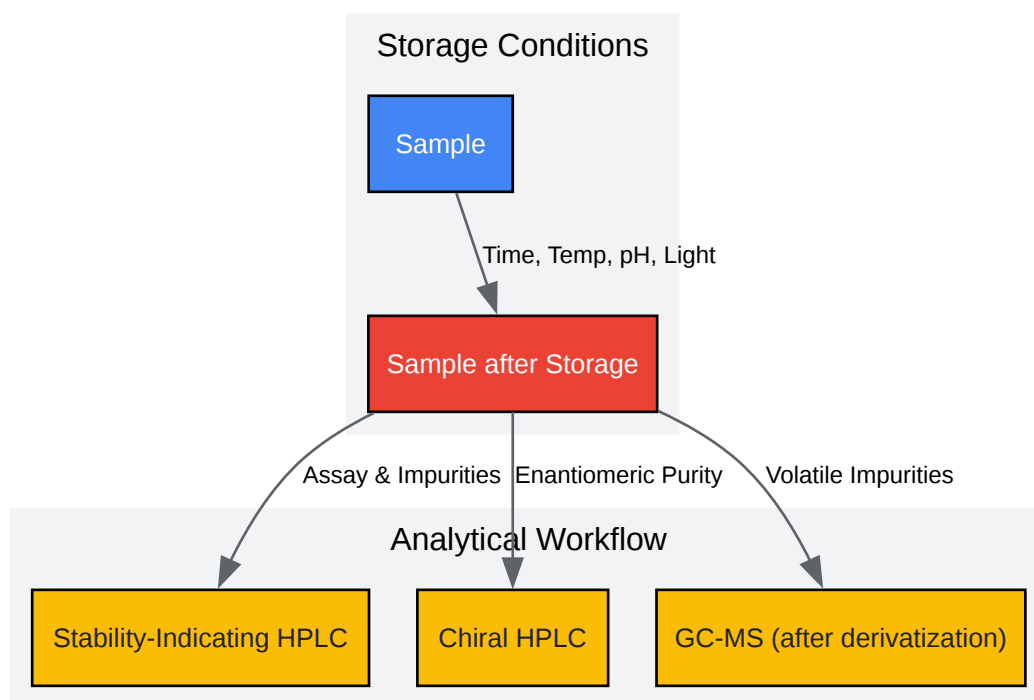 Storage Conditions
Sample
Time, Temp, pH, Light
Sample after Storage
Assay & Impurities
Enantiomeric Purity
Volatile Impurities
Analytical Workflow
Stability-Indicating HPLC
Chiral HPLC
GC-MS (after derivatization)